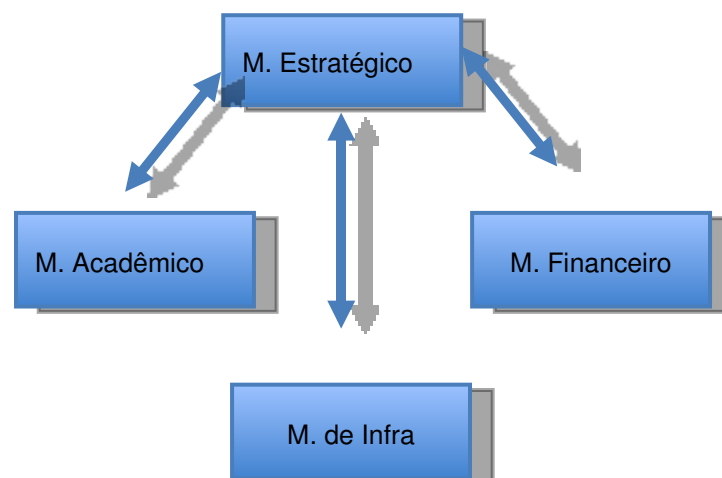 M. Estratégico
M. Acadêmico
M. Financeiro
M. de Infra